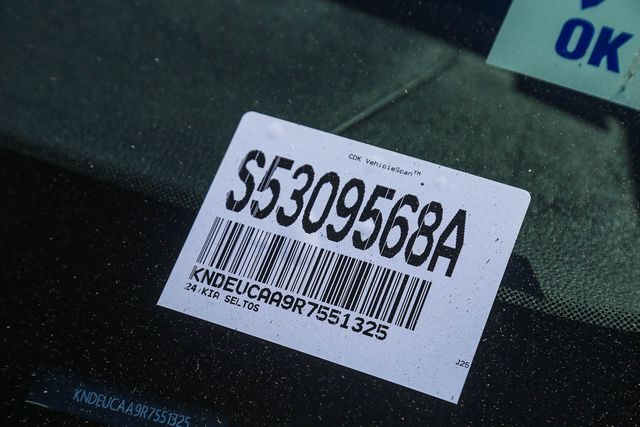 OK
CDK VehicleScan™
S5309568A
KNDEUCAA9R7551325
24 KIA SELTOS
J25
KNDEUCAA9R7551325